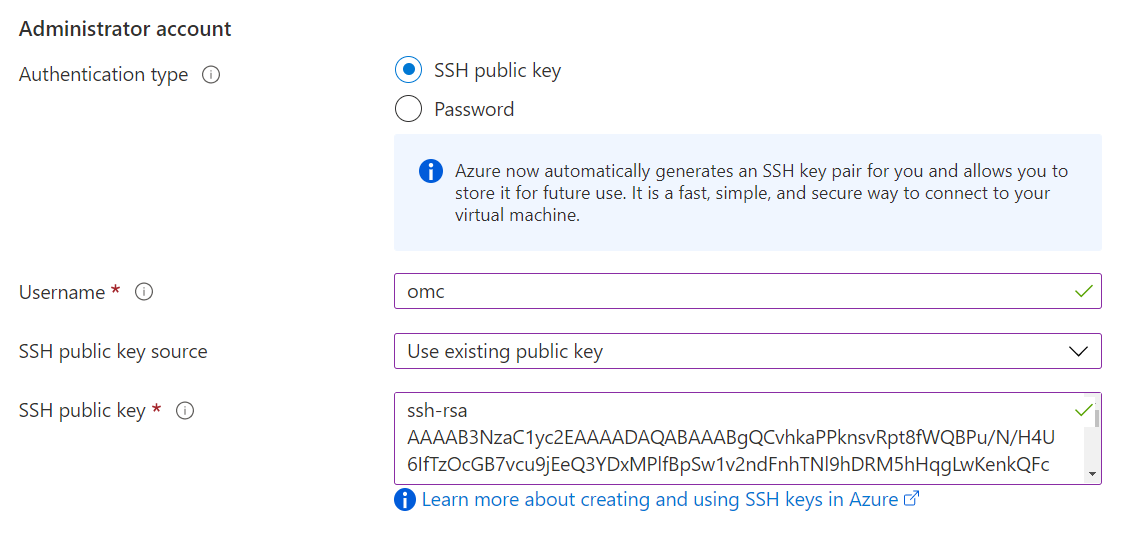 Administrator account
Authentication type
SSH public key
Password
Azure now automatically generates an SSH key pair for you and allows you to
store it for future use. It is a fast, simple, and secure way to connect to your
virtual machine.
Username *
omc
SSH public key source
Use existing public key
SSH public key *
ssh-rsa
AAAAB3NzaC1yc2EAAAADAQABAAABgQCvhkaPPknsvRpt8fWQBPu/N/H4U
6IfTzOcGB7vcu9jEeQ3YDxMPlfBpSw1v2ndFnhTNl9hDRM5hHqgLwKenkQFc
Learn more about creating and using SSH keys in Azure